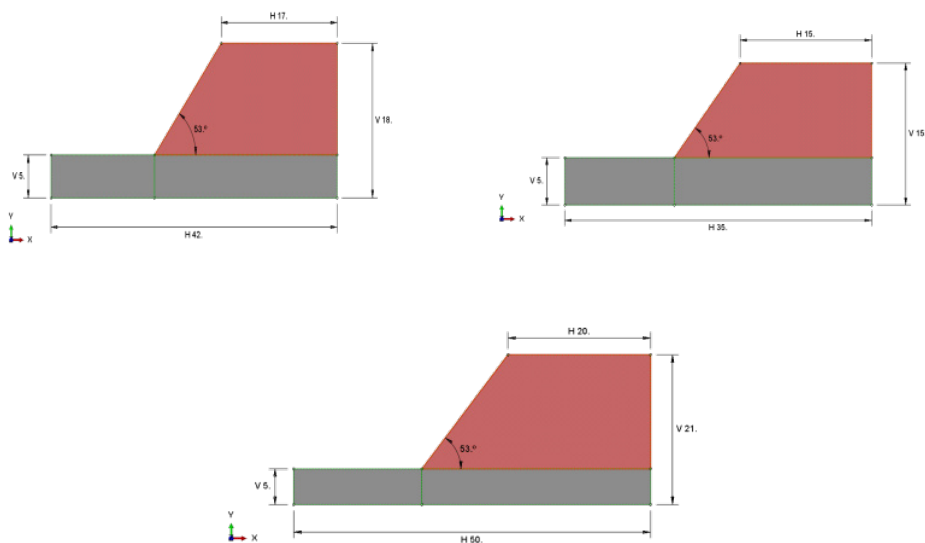 H 17.
V 18.
53.º
V 5.
H 42.
Y
X
H 15.
V 15
53.º
V 5.
H 35.
Y
X
H 20.
V 21.
53.º
V 5.
H 50.
Y
X